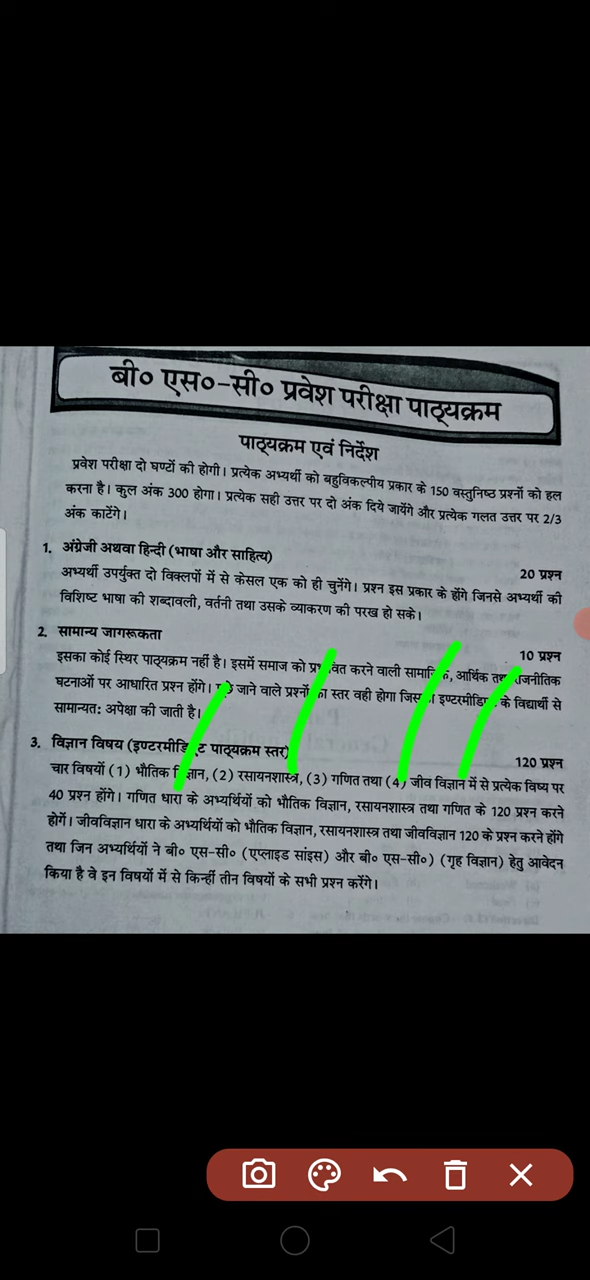 बी० एस०-सी० प्रवेश परीक्षा पाठ्यक्रम
पाठ्यक्रम एवं निर्देश
प्रवेश परीक्षा दो घण्टों की होगी। प्रत्येक अभ्यर्थी को बहुविकल्पीय प्रकार के 150 वस्तुनिष्ठ प्रश्नों को हल
करना है। कुल अंक 300 होगा। प्रत्येक सही उत्तर पर दो अंक दिये जायेंगे और प्रत्येक गलत उत्तर पर 2/3
अंक काटेंगे।
1. अंग्रेजी अथवा हिन्दी (भाषा और साहित्य) 20 प्रश्न
अभ्यर्थी उपर्युक्त दो विक्लपों में से केसल एक को ही चुनेंगे। प्रश्न इस प्रकार के होंगे जिनसे अभ्यर्थी की
विशिष्ट भाषा की शब्दावली, वर्तनी तथा उसके व्याकरण की परख हो सके।
2. सामान्य जागरूकता 10 प्रश्न
इसका कोई स्थिर पाठ्यक्रम नहीं है। इसमें समाज को करने वाली आर्थिक
घटनाओं पर आधारित प्रश्न होंगे। जाने वाले प्रश्नों का स्तर वही होगा के विद्यार्थी से
सामान्यत: अपेक्षा की जाती है।
3. विज्ञान विषय (इण्टरमीडिएट पाठ्यक्रम स्तर) 120 प्रश्न
चार विषयों (1) भौतिक विज्ञान, (2) रसायनशास्त्र, (3) गणित तथा (4) जीव विज्ञान में से प्रत्येक विष्य पर
40 प्रश्न होंगे। गणित धारा के अभ्यर्थियों को भौतिक विज्ञान, रसायनशास्त्र तथा गणित के 120 प्रश्न करने
होगें। जीवविज्ञान धारा के अभ्यर्थियों को भौतिक विज्ञान, रसायनशास्त्र तथा जीवविज्ञान 120 के प्रश्न करने होंगे
तथा जिन अभ्यर्थियों ने बी० एस-सी० (एप्लाइड साइंस) और बी० एस-सी०) (गृह विज्ञान) हेतु आवेदन
किया है वे इन विषयों में से किन्हीं तीन विषयों के सभी प्रश्न करेंगे।